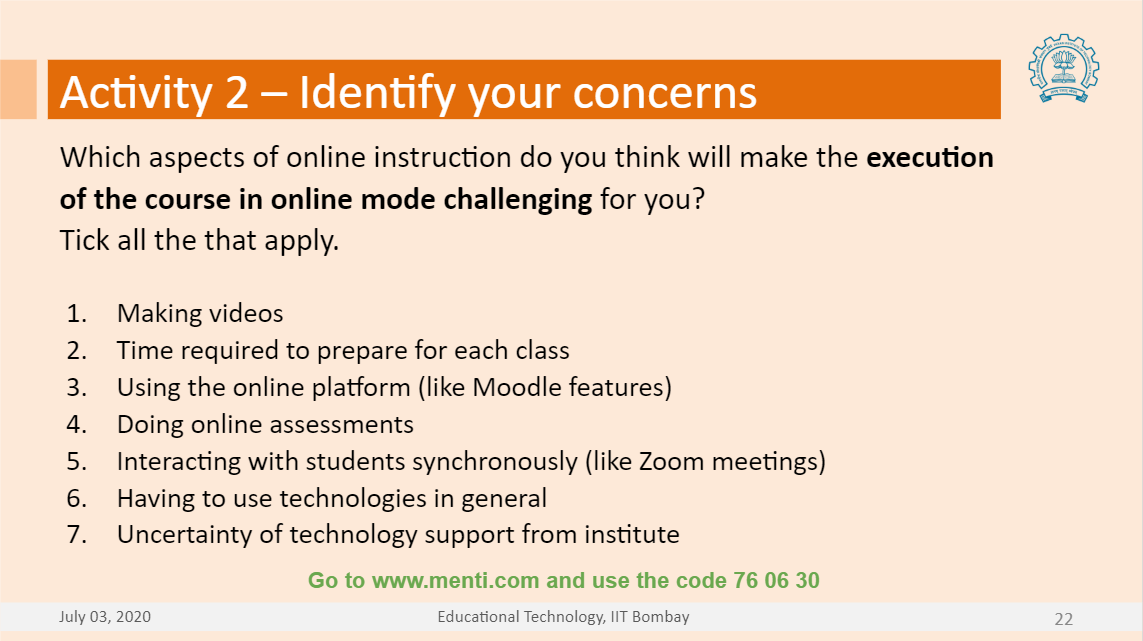 Activity 2 – Identify your concerns
Which aspects of online instruction do you think will make the execution
of the course in online mode challenging for you?
Tick all the that apply.
1. Making videos
2. Time required to prepare for each class
3. Using the online platform (like Moodle features)
4. Doing online assessments
5. Interacting with students synchronously (like Zoom meetings)
6. Having to use technologies in general
7. Uncertainty of technology support from institute
Go to www.menti.com and use the code 76 06 30
July 03, 2020
Educational Technology, IIT Bombay
22